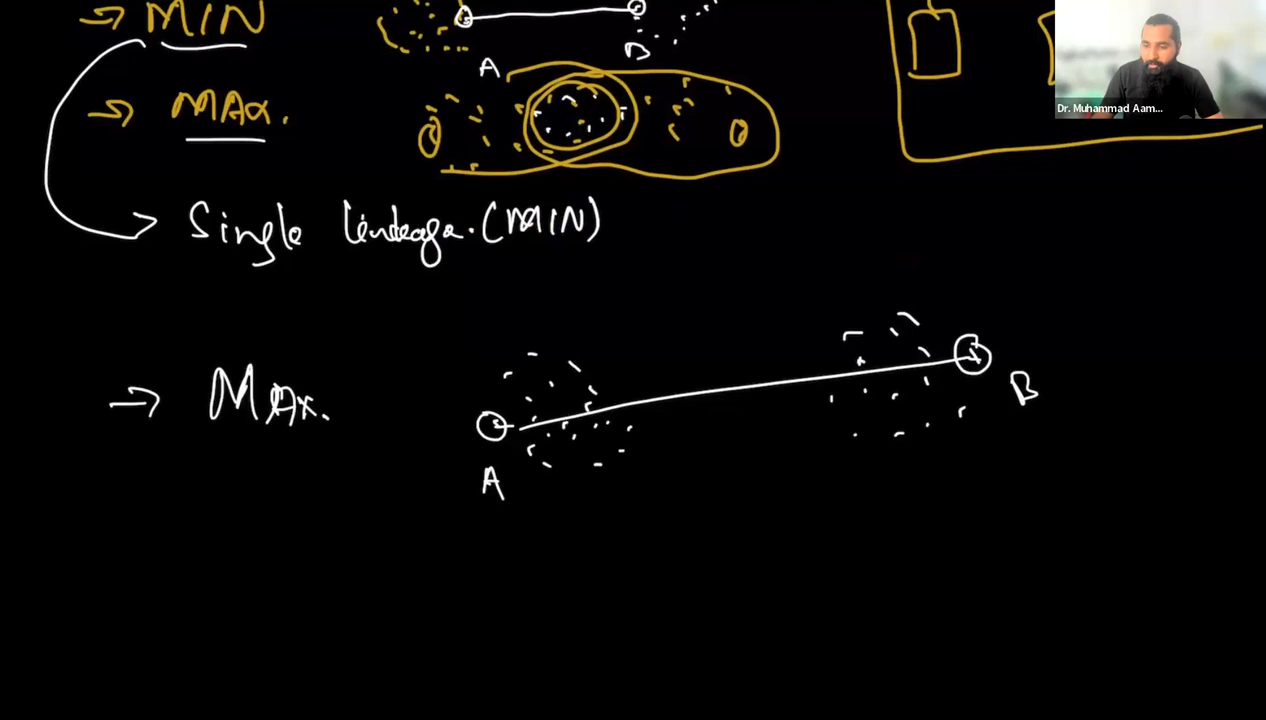 → MIN
A
B
→ MAX.
Single linkage. (MIN)
→ MAX.
A
B
Dr. Muhammad Aam...